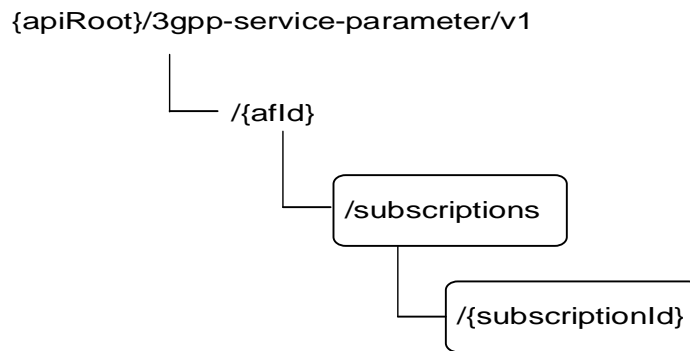 {apiRoot}/3gpp-service-parameter/v1
/{afId}
/subscriptions
/{subscriptionId}